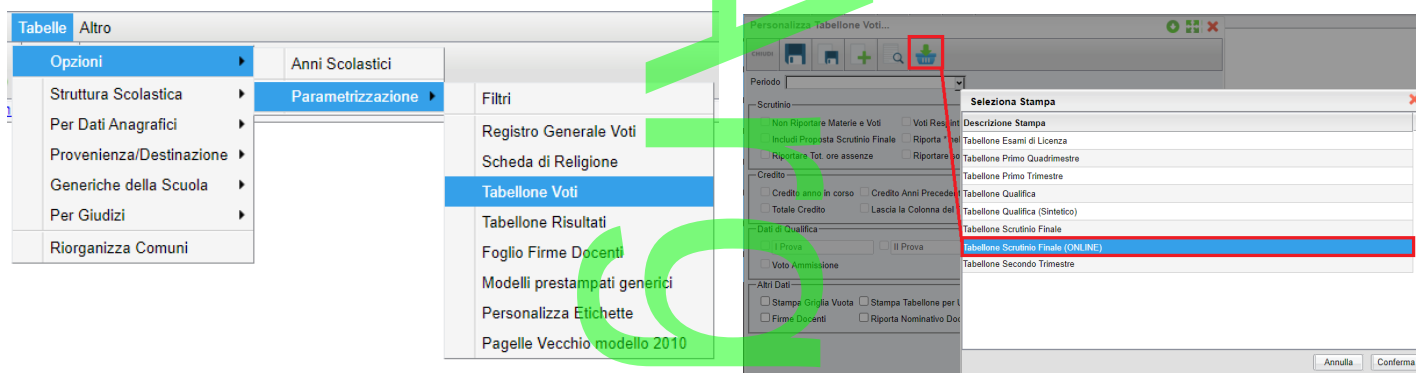 Tabelle Altro
Opzioni
Anni Scolastici
Struttura Scolastica
Parametrizzazione
Filtri
Per Dati Anagrafici
Registro Generale Voti
Provenienza/Destinazione
Scheda di Religione
Generiche della Scuola
Tabellone Voti
Per Giudizi
Tabellone Risultati
Riorganizza Comuni
Foglio Firme Docenti
Modelli prestampati generici
Personalizza Etichette
Pagelle Vecchio modello 2010
Personalizza Tabellone Voti...
CHIUDI
Periodo
Scrutinio
Non Riportare Materie e Voti
Includi Proposta Scrutinio Finale
Riportare Tot. ore assenze
Riportare
Credito
Credito anno in corso Credito Anni
Totale Credito Lascia la Colonna del
Dati di Qualifica
I Prova II Prova
Voto Ammissione
Altri Dati
Stampa Griglia Vuota Stampa Tabellone per
Firme Docenti Riporta Nominativo
Seleziona Stampa
Descrizione Stampa
Tabellone Esami di Licenza
Tabellone Primo Quadrimestre
Tabellone Primo Trimestre
Tabellone Qualifica
Tabellone Qualifica (Sintetico)
Tabellone Scrutinio Finale
Tabellone Scrutinio Finale (ONLINE)
Tabellone Secondo Trimestre
Annulla Conferma